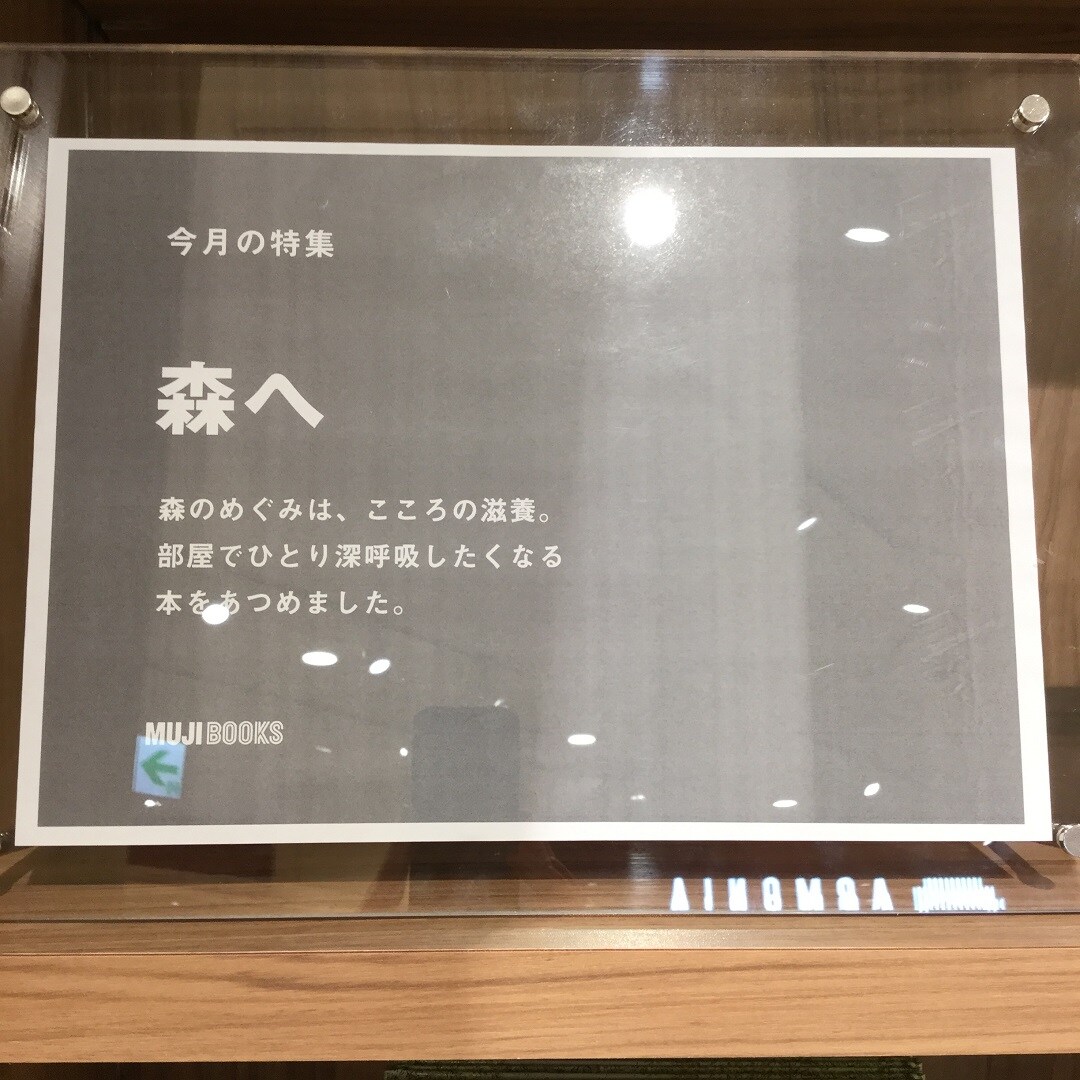 今月の特集
森へ
森のめぐみは、こころの滋養。
部屋でひとり深呼吸したくなる
本をあつめました。
MUJI BOOKS